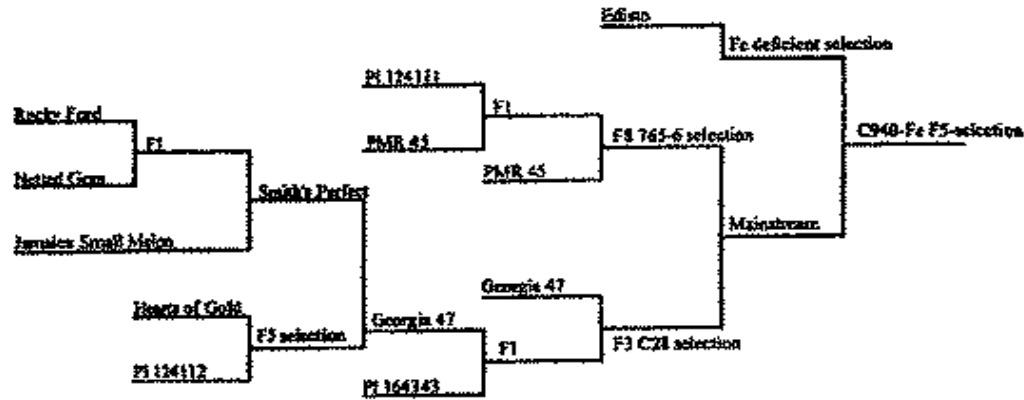 Edisto
Fe deficient selection
PI 124111
Rocky Ford
F1
F1
C940-Fe F5-selection
PMR 45
F8 765-6 selection
Netted Gem
PMR 45
Smith's Perfect
Mainstream
Jamaica Small Melon
Georgia 47
Hearts of Gold
Georgia 47
F5 selection
F3 C28 selection
F1
PI 124112
PI 164343